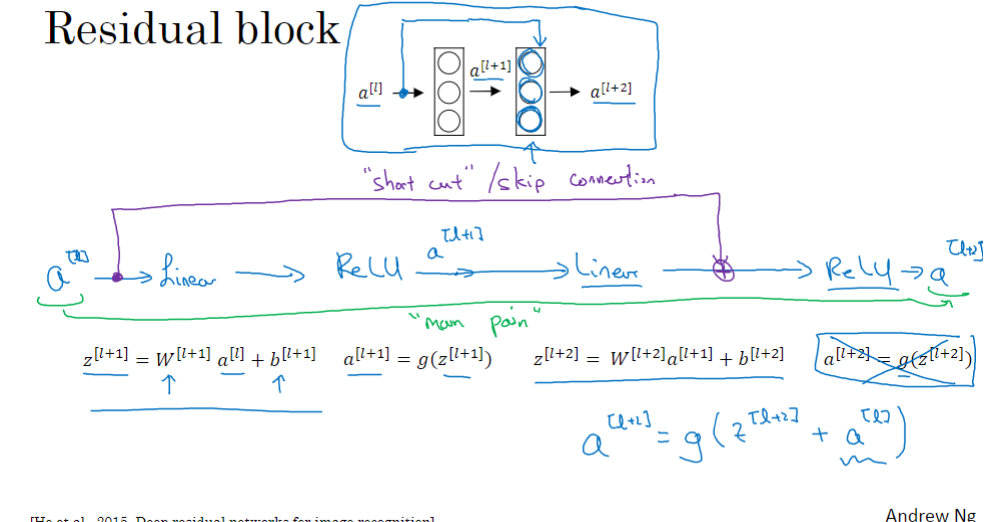 Residual block
a[l] a[l+1] a[l+2]
"short cut" / skip connection
a[l] → Linear → ReLU a[l+1] → Linear → ReLU → a[l+2]
"main path"
z[l+1] = W[l+1] a[l] + b[l+1] a[l+1] = g(z[l+1]) z[l+2] = W[l+2]a[l+1] + b[l+2] a[l+2] = g(z[l+2])
a[l+2] = g(z[l+2] + a[l])
[He et al., 2015. Deep residual networks for image recognition]
Andrew Ng